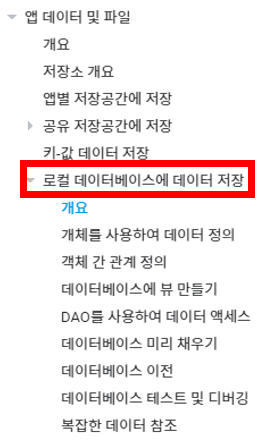 앱 데이터 및 파일
개요
저장소 개요
앱별 저장공간에 저장
공유 저장공간에 저장
키-값 데이터 저장
로컬 데이터베이스에 데이터 저장
개요
개체를 사용하여 데이터 정의
객체 간 관계 정의
데이터베이스에 뷰 만들기
DAO를 사용하여 데이터 액세스
데이터베이스 미리 채우기
데이터베이스 이전
데이터베이스 테스트 및 디버깅
복잡한 데이터 참조